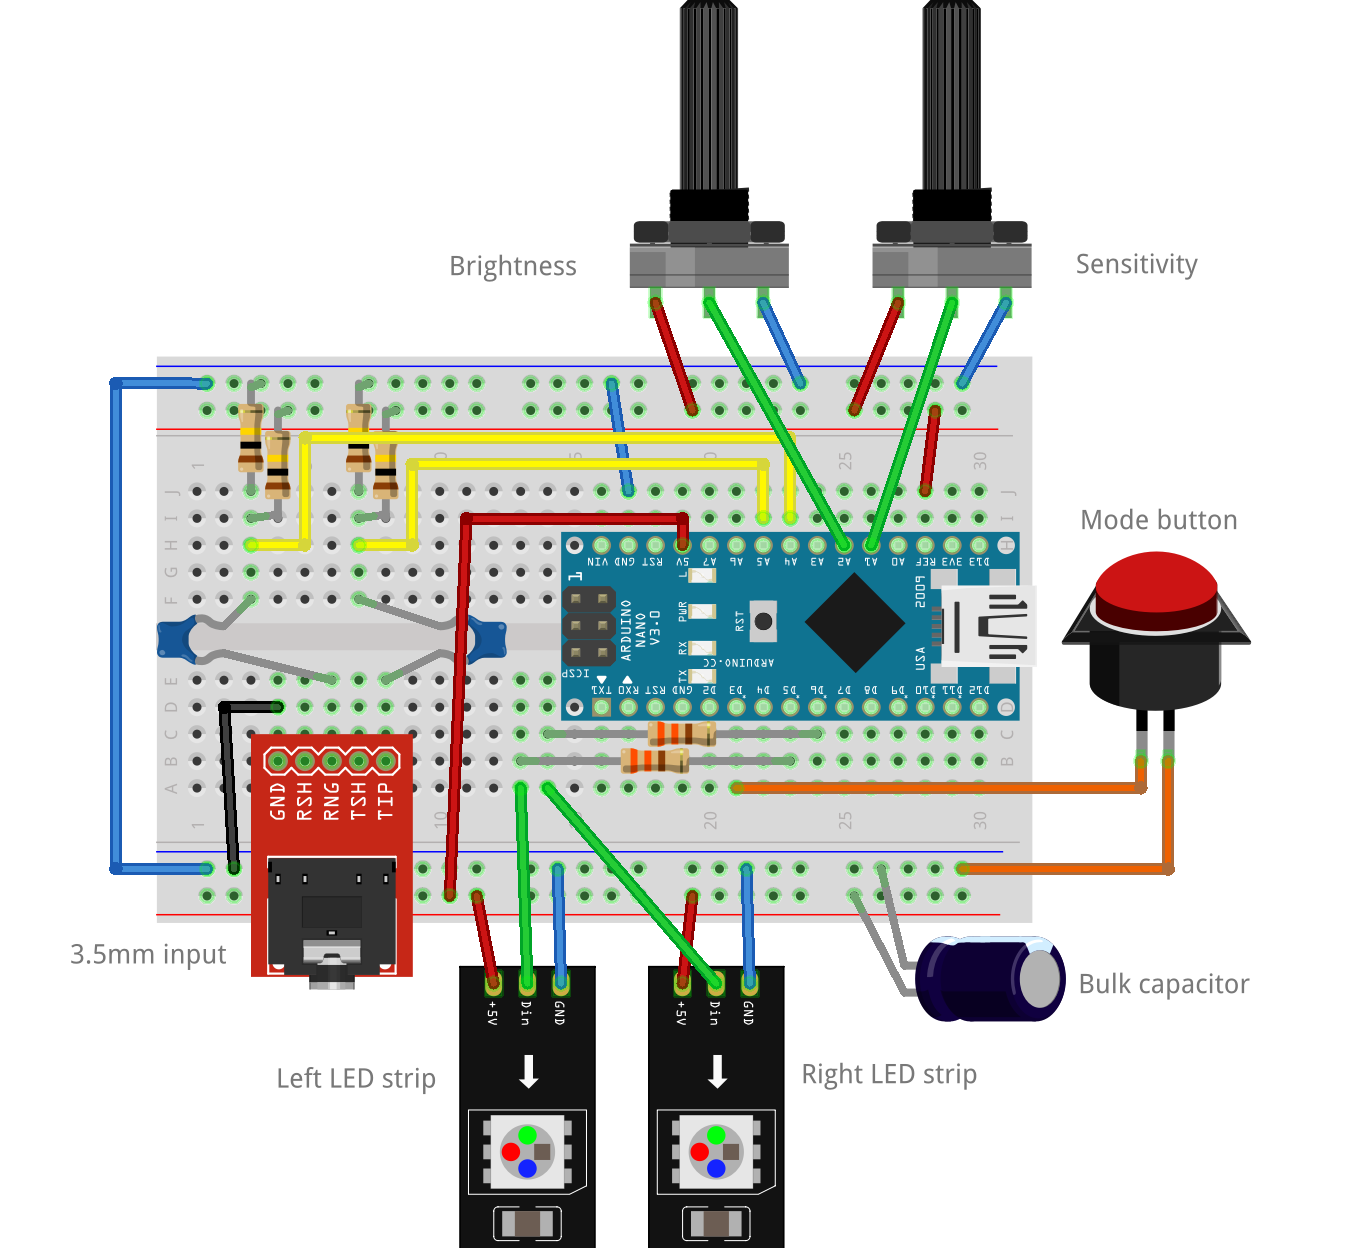 Brightness
Sensitivity
1
5
25
30
J
J
I
I
H
H
G
F
E
D
D
C
C
B
B
A
VIN GND RST 5V A7 A6 A5 A4 A3 A2 A1 A0 REF 3V3 D13
1
L
PWR
RX
TX
RST
ARDUINO
NANO
V3.0
ARDUINO.CC
2009
USA
ICSP
TX1 RX0 RST GND D2 D3 D4 D5 D6 D7 D8 D9 D10 D11 D12
Mode button
GND
RSH
RNG
TSH
TIP
1
10
20
25
30
3.5mm input
+5V
Din
GND
+5V
Din
GND
Bulk capacitor
Left LED strip
Right LED strip